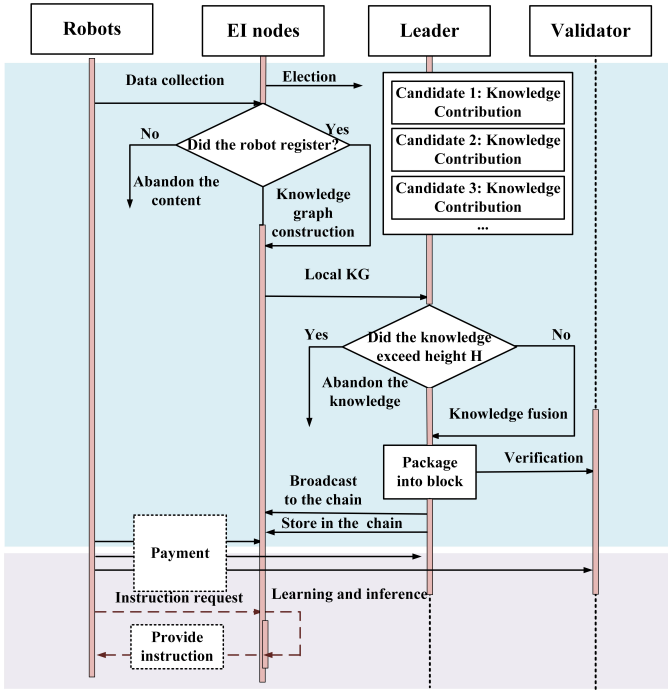 Robots
EI nodes
Leader
Validator
Data collection
Election
Candidate 1: Knowledge
Contribution
Candidate 2: Knowledge
Contribution
Candidate 3: Knowledge
Contribution
...
No
Yes
Did the robot register?
Abandon the
content
Knowledge
graph
construction
Local KG
Yes
No
Did the knowledge
exceed height H
Abandon the
knowledge
Knowledge fusion
Package
into block
Verification
Broadcast
to the chain
Store in the chain
Payment
Instruction request
Learning and inference
Provide
instruction